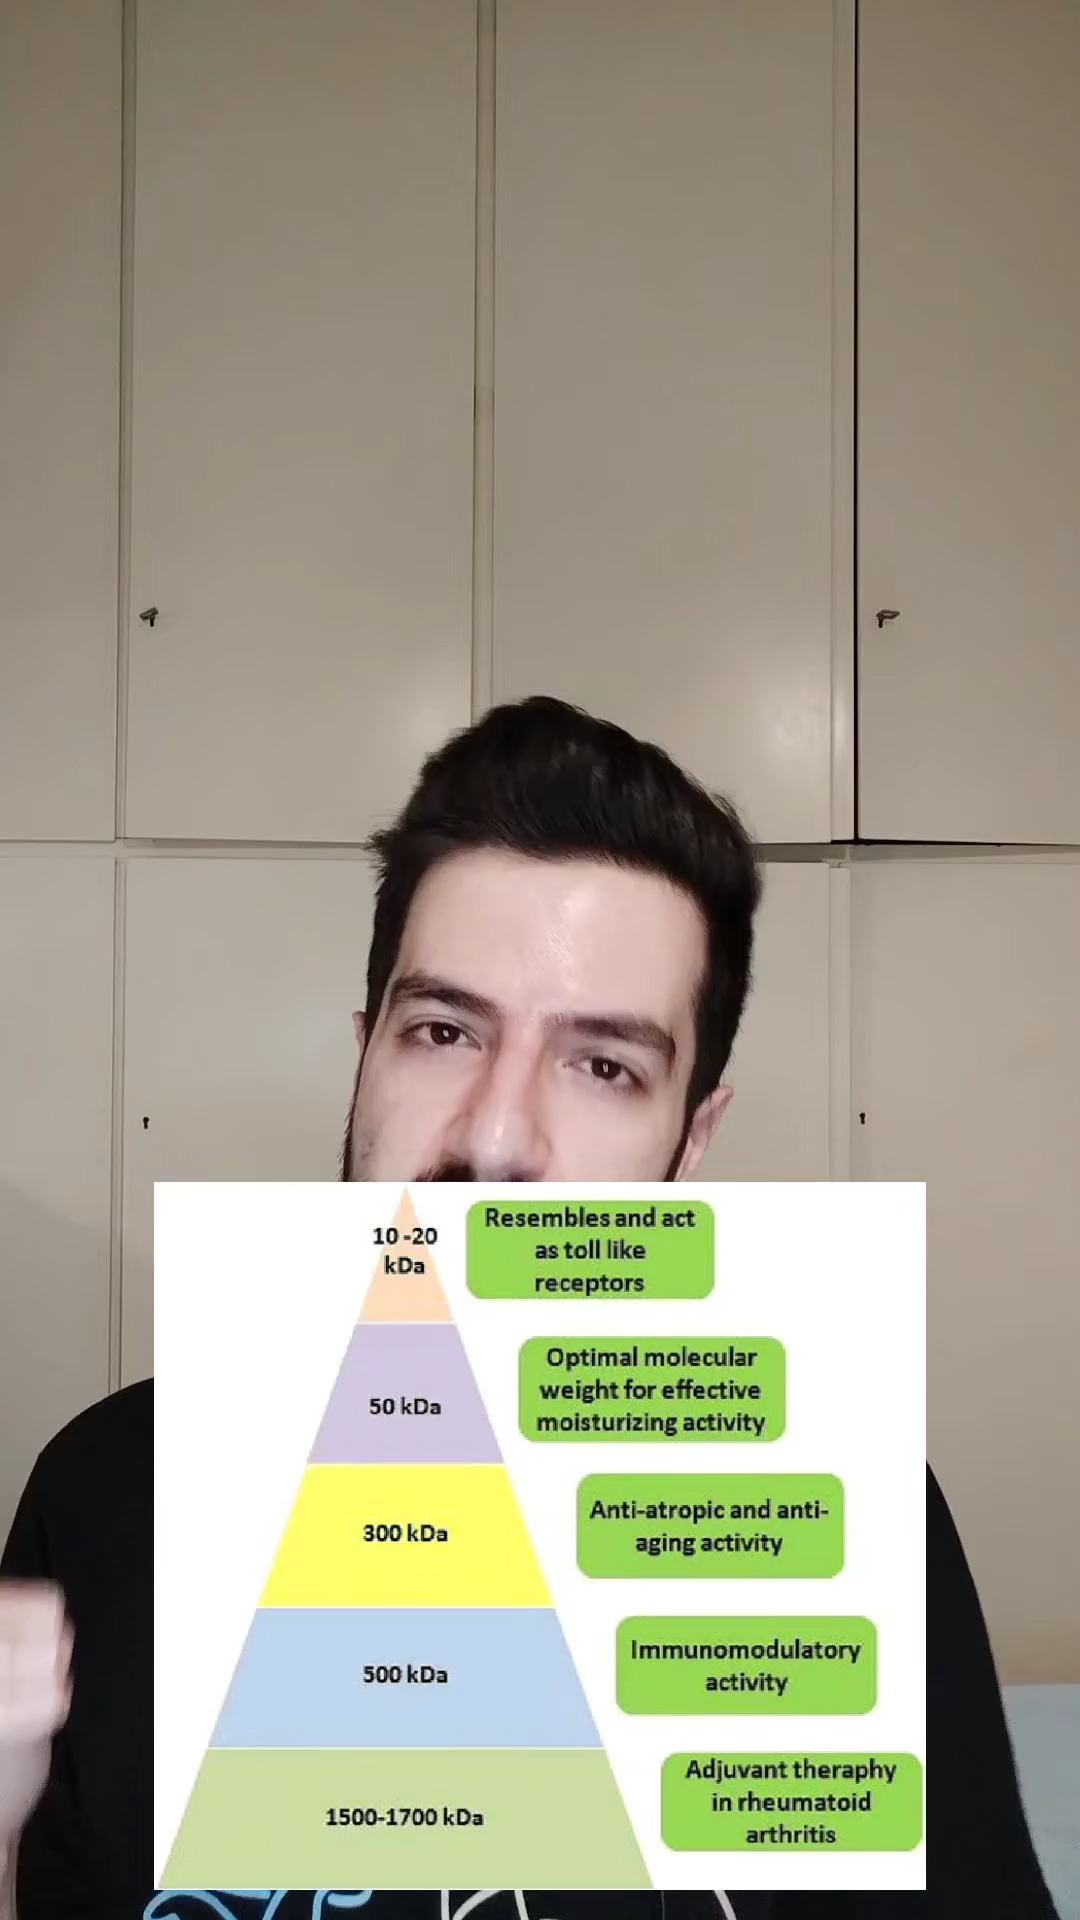 10 -20
kDa
Resembles and act
as toll like
receptors
50 kDa
Optimal molecular
weight for effective
moisturizing activity
300 kDa
Anti-atropic and anti-
aging activity
500 kDa
Immunomodulatory
activity
1500-1700 kDa
Adjuvant theraphy
in rheumatoid
arthritis